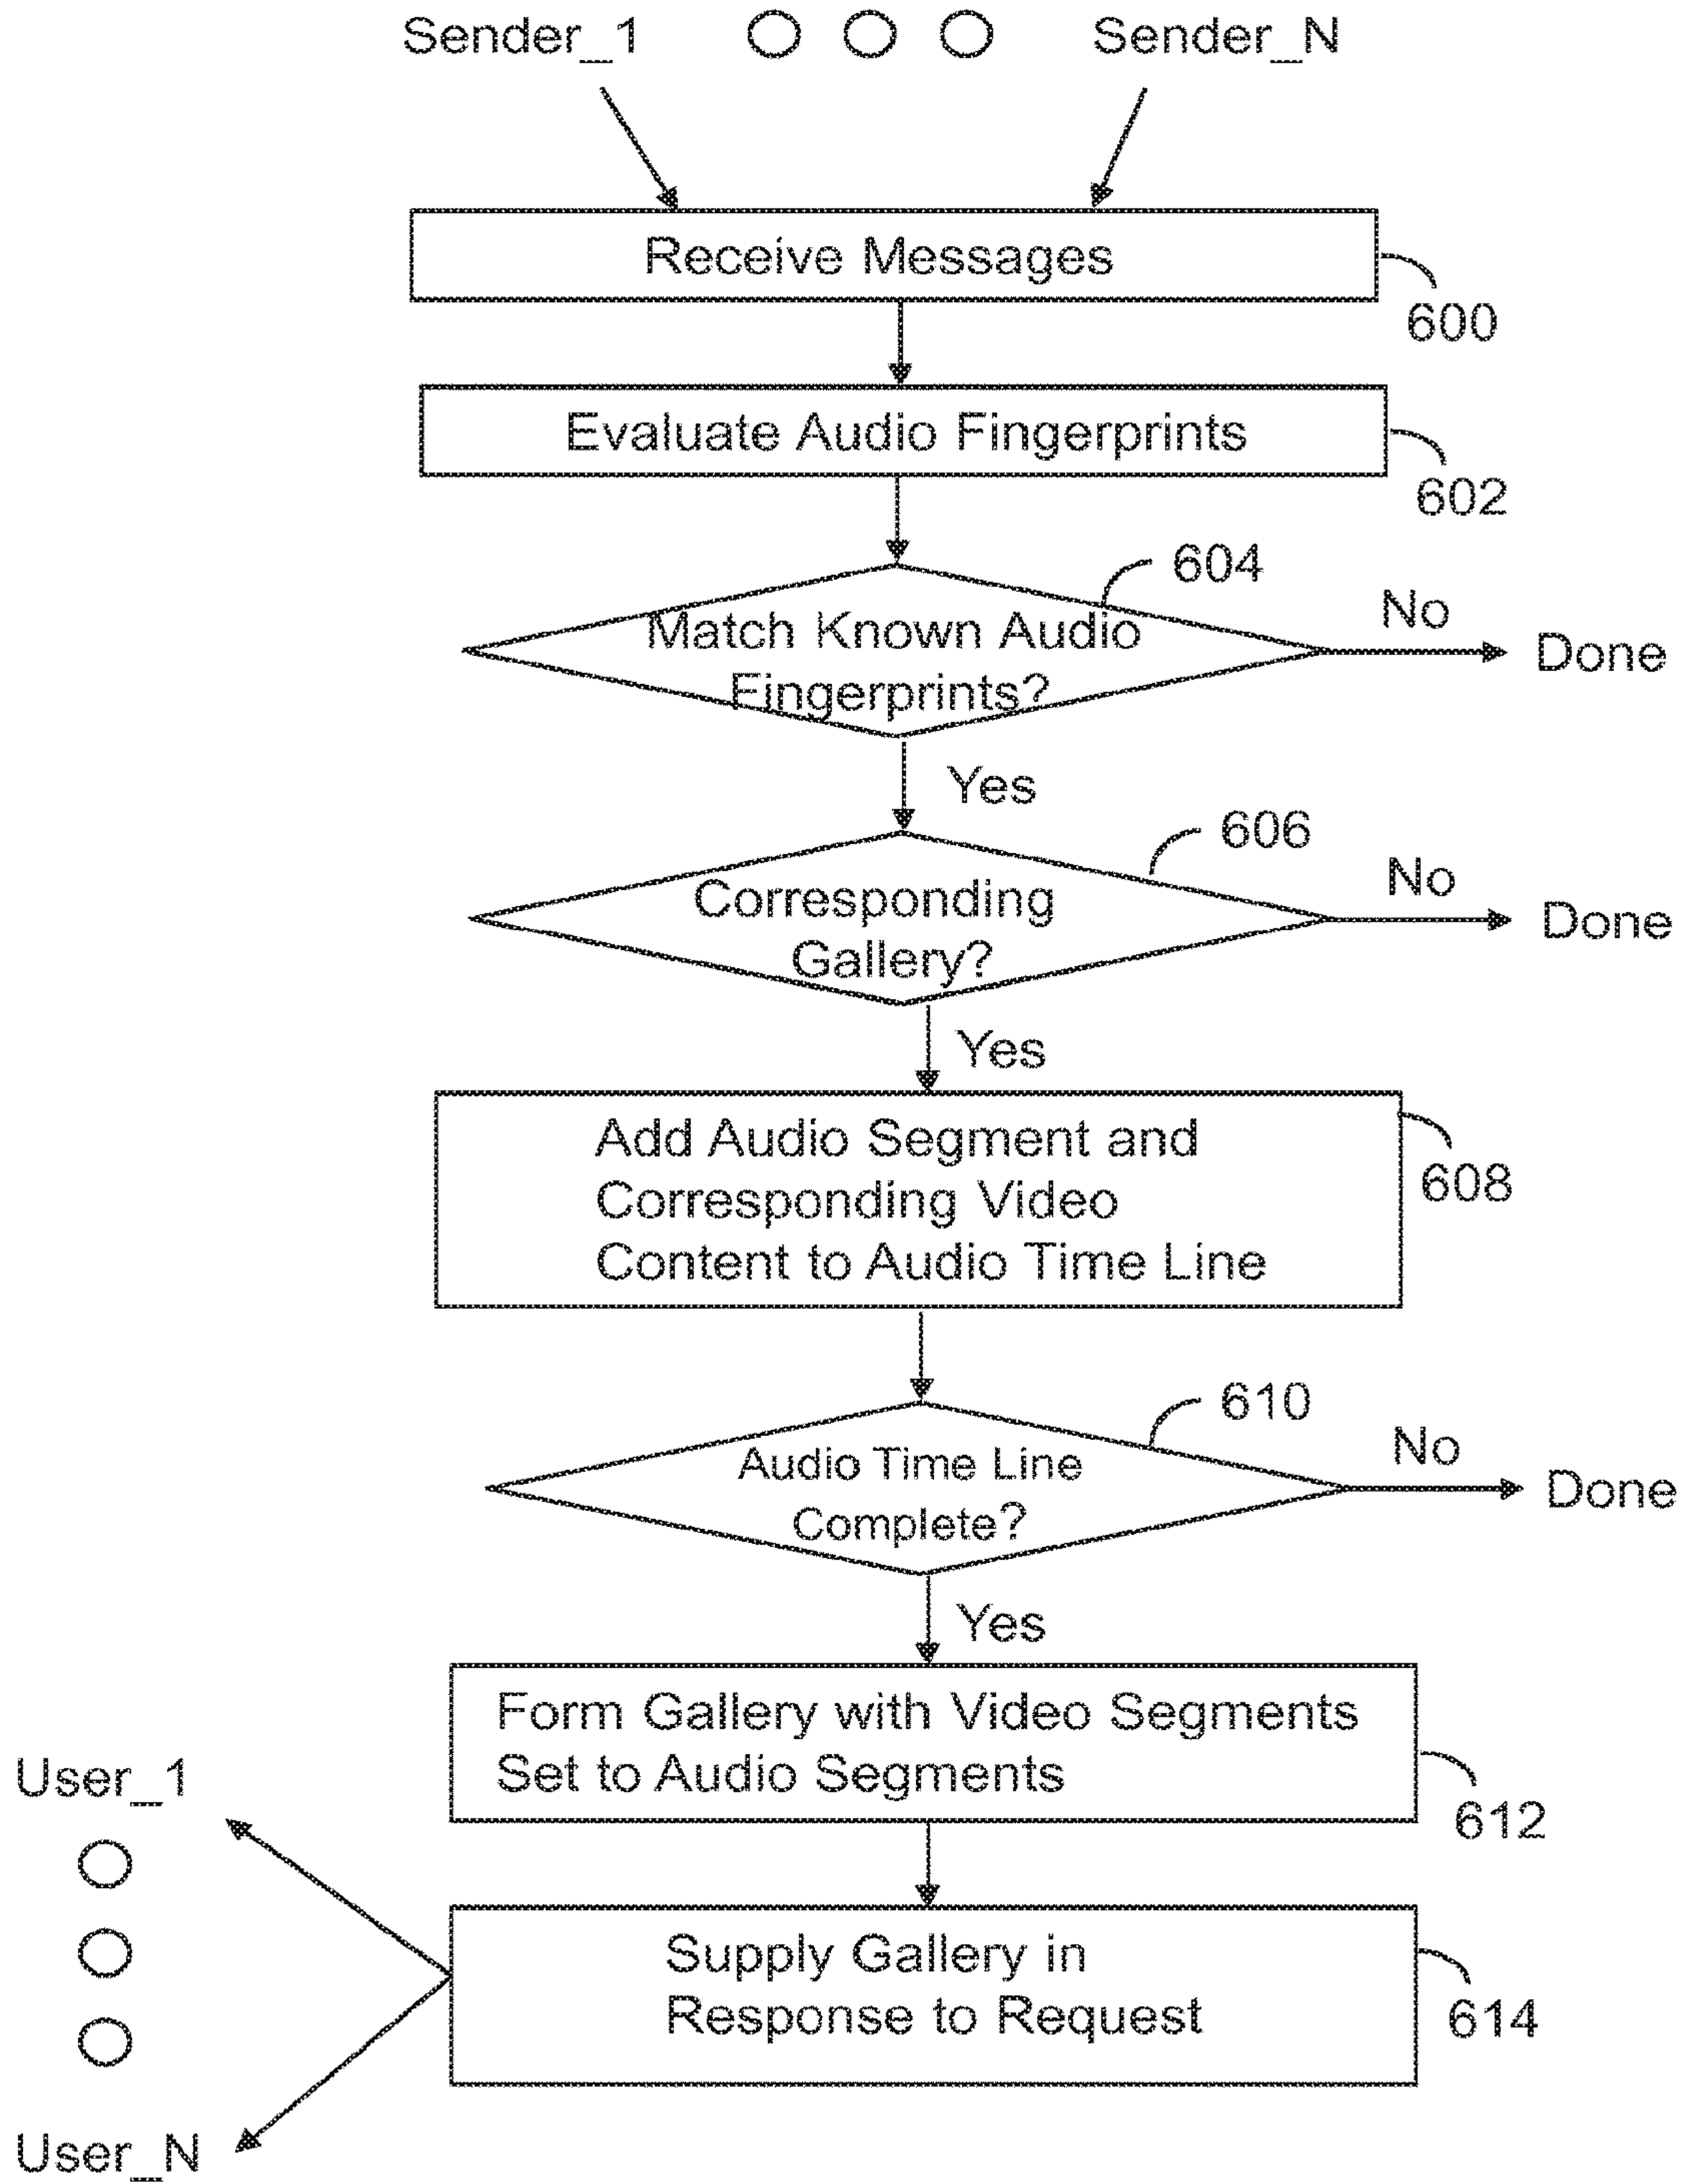 Sender_1 Sender_N
Receive Messages
600
Evaluate Audio Fingerprints
602
604
Match Known Audio
Fingerprints?
No
Done
Yes
606
Corresponding
Gallery?
No
Done
Yes
Add Audio Segment and
Corresponding Video
Content to Audio Time Line
608
610
Audio Time Line
Complete?
No
Done
Yes
Form Gallery with Video Segments
Set to Audio Segments
612
Supply Gallery in
Response to Request
614
User_1
User_N